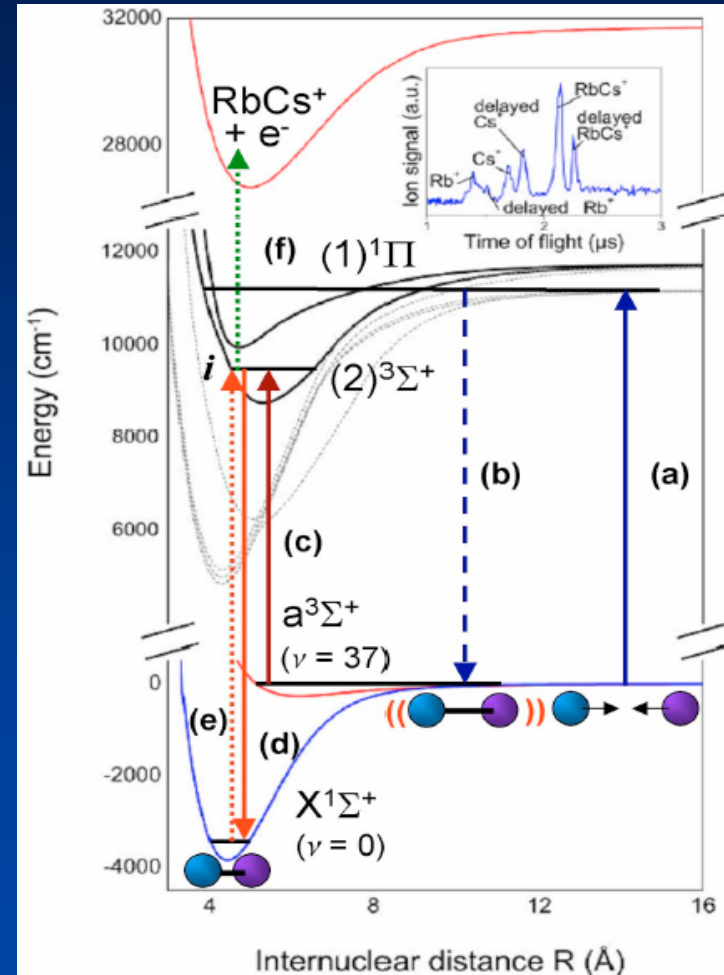 32000
28000
12000
10000
8000
6000
0
-2000
-4000
Energy (cm⁻¹)
4
8
12
16
Internuclear distance R (Å)
RbCs⁺
+ e⁻
(f)
(1)¹Π
i
(2)³Σ⁺
(b)
(a)
(c)
a³Σ⁺
(ν = 37)
(( ))
(e)
(d)
X¹Σ⁺
(ν = 0)
Ion signal (a.u.)
RbCs⁺
delayed
Cs⁺
delayed
RbCs⁺
Cs⁺
Rb⁺
delayed
Rb⁺
1
2
3
Time of flight (µs)